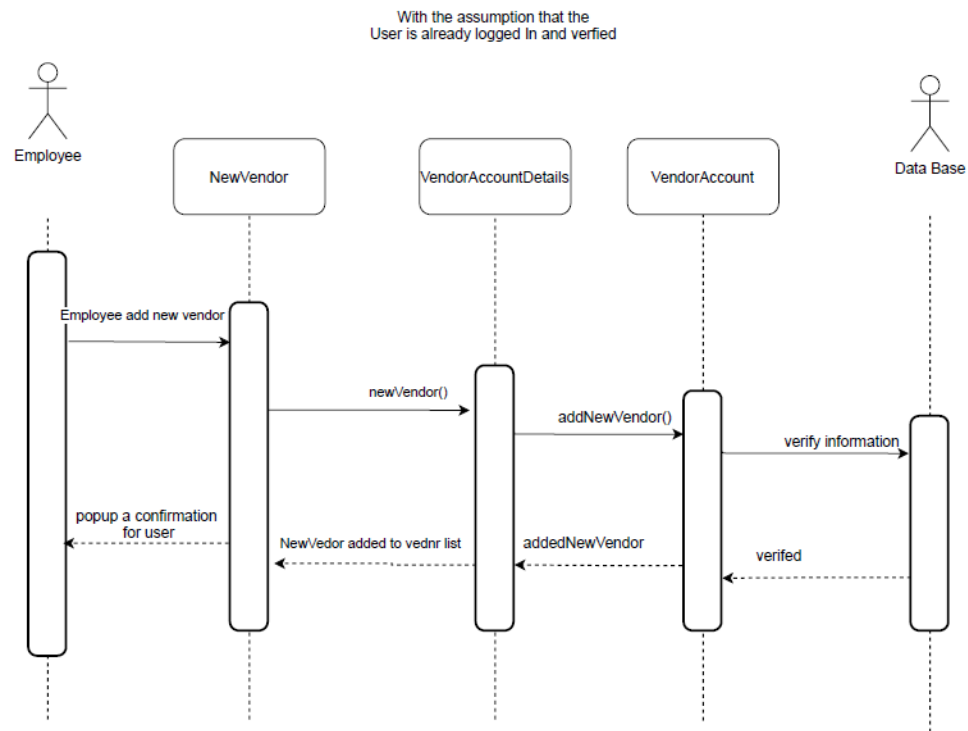 With the assumption that the
User is already logged In and verfied
Employee
NewVendor
VendorAccountDetails
VendorAccount
Data Base
Employee add new vendor
newVendor()
addNewVendor()
verify information
popup a confirmation
for user
NewVedor added to vednr list
addedNewVendor
verifed